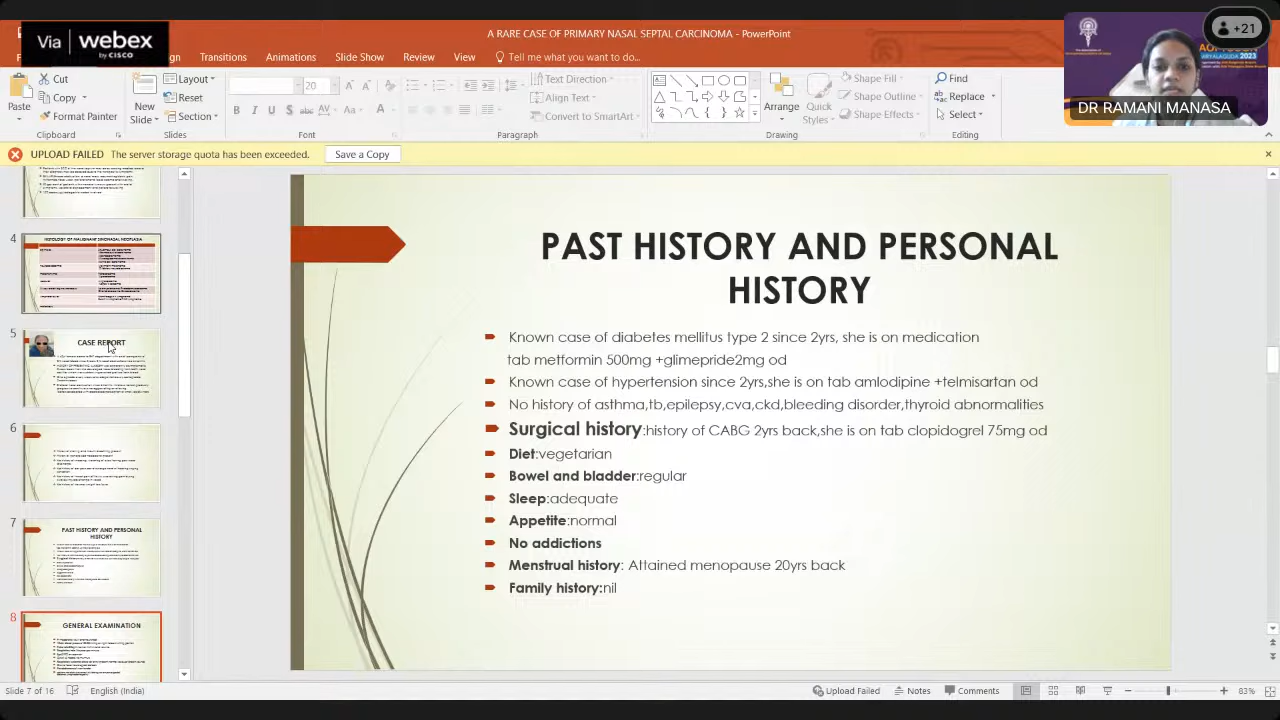 Via webex
by CISCO
A RARE CASE OF PRIMARY NASAL SEPTAL CARCINOMA - PowerPoint
+21
Transitions Animations Slide Show Review View Tell me what you want to do...
DR RAMANI MANASA
Paste
Cut
Copy
Format Painter
Clipboard
New Slide
Layout
Reset
Section
Slides
20
B I U S abc AV Aa A
Font
Text Direction
Align Text
Convert to SmartArt
Paragraph
Arrange
Quick Styles
Shape Fill
Shape Outline
Shape Effects
Drawing
Find
Replace
Select
Editing
UPLOAD FAILED The server storage quota has been exceeded. Save a Copy
4
5
CASE REPORT
6
7
PAST HISTORY AND PERSONAL
HISTORY
8
GENERAL EXAMINATION
PAST HISTORY AND PERSONAL
HISTORY
Known case of diabetes mellitus type 2 since 2yrs, she is on medication
tab metformin 500mg +glimepride2mg od
Known case of hypertension since 2yrs,she is on tab amlodipine +telmisartan od
No history of asthma,tb,epilepsy,cva,ckd,bleeding disorder,thyroid abnormalities
Surgical history:history of CABG 2yrs back,she is on tab clopidogrel 75mg od
Diet:vegetarian
Bowel and bladder:regular
Sleep:adequate
Appetite:normal
No addictions
Menstrual history: Attained menopause 20yrs back
Family history:nil
Slide 7 of 16 English (India) Upload Failed Notes Comments 83%